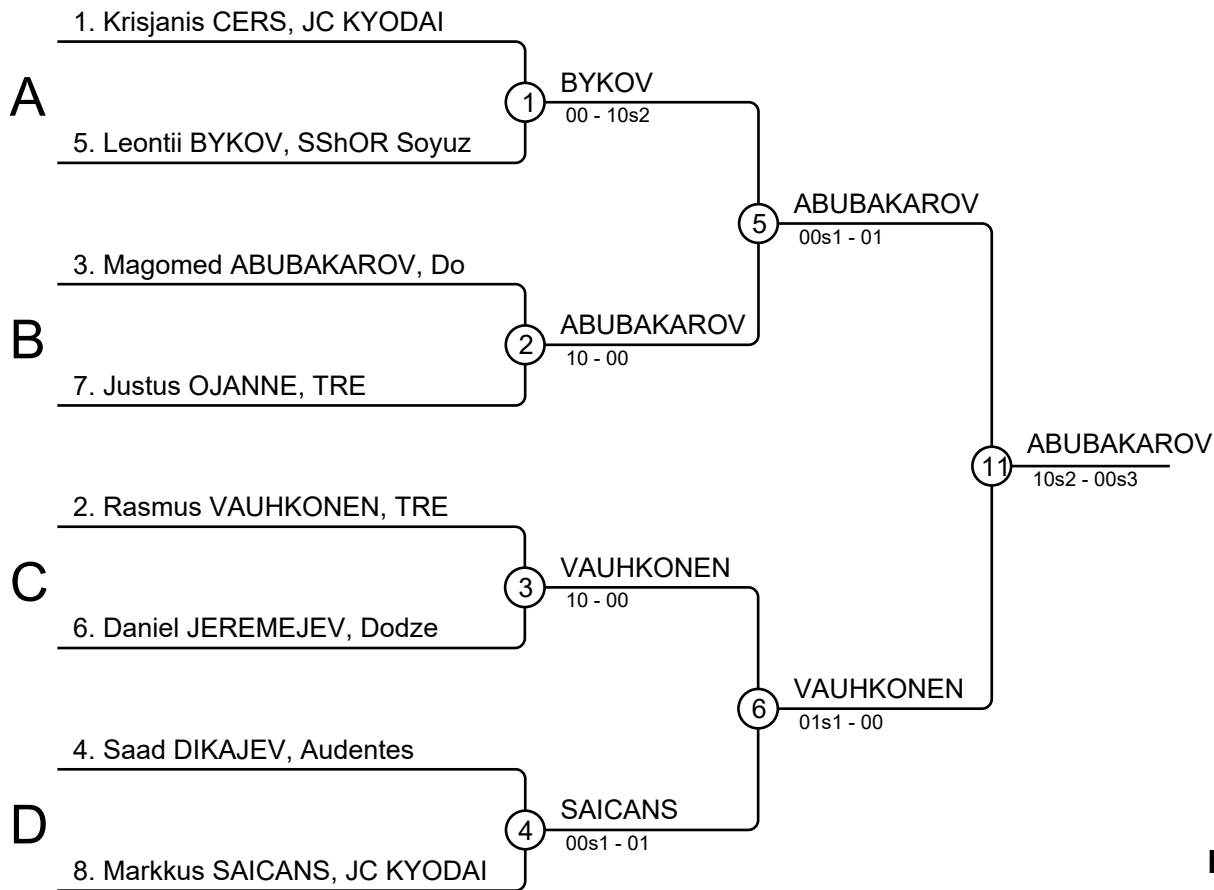 1. Krisjanis CERS, JC KYODAI
A
1
BYKOV
00 - 10s2
5. Leontii BYKOV, SShOR Soyuz
5
ABUBAKAROV
00s1 - 01
3. Magomed ABUBAKAROV, Do
B
2
ABUBAKAROV
10 - 00
7. Justus OJANNE, TRE
11
ABUBAKAROV
10s2 - 00s3
2. Rasmus VAUHKONEN, TRE
C
3
VAUHKONEN
10 - 00
6. Daniel JEREMEJEV, Dodze
6
VAUHKONEN
01s1 - 00
4. Saad DIKAJEV, Audentes
D
4
SAICANS
00s1 - 01
8. Markkus SAICANS, JC KYODAI